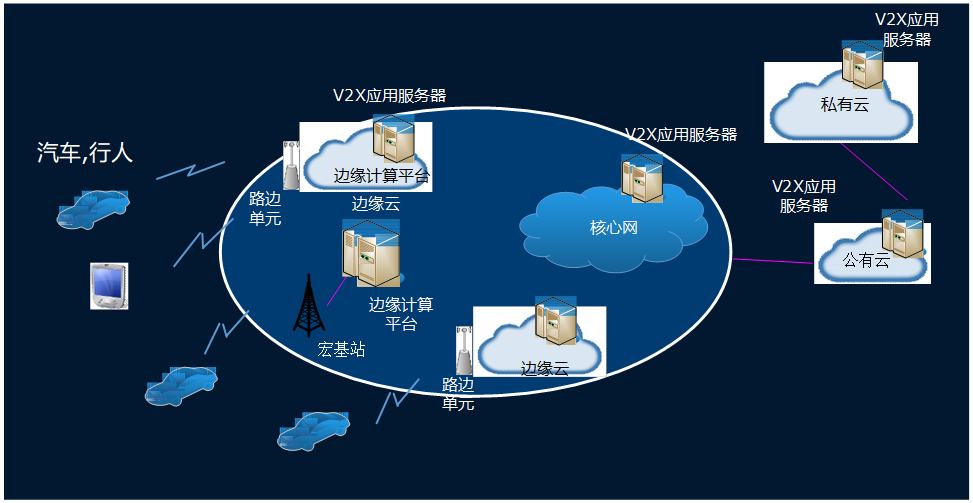 V2X应用
服务器
私有云
V2X应用服务器
汽车,行人
边缘计算平台
路边
单元
边缘云
V2X应用服务器
核心网
V2X应用
服务器
公有云
边缘计算
平台
宏基站
边缘云
路边
单元